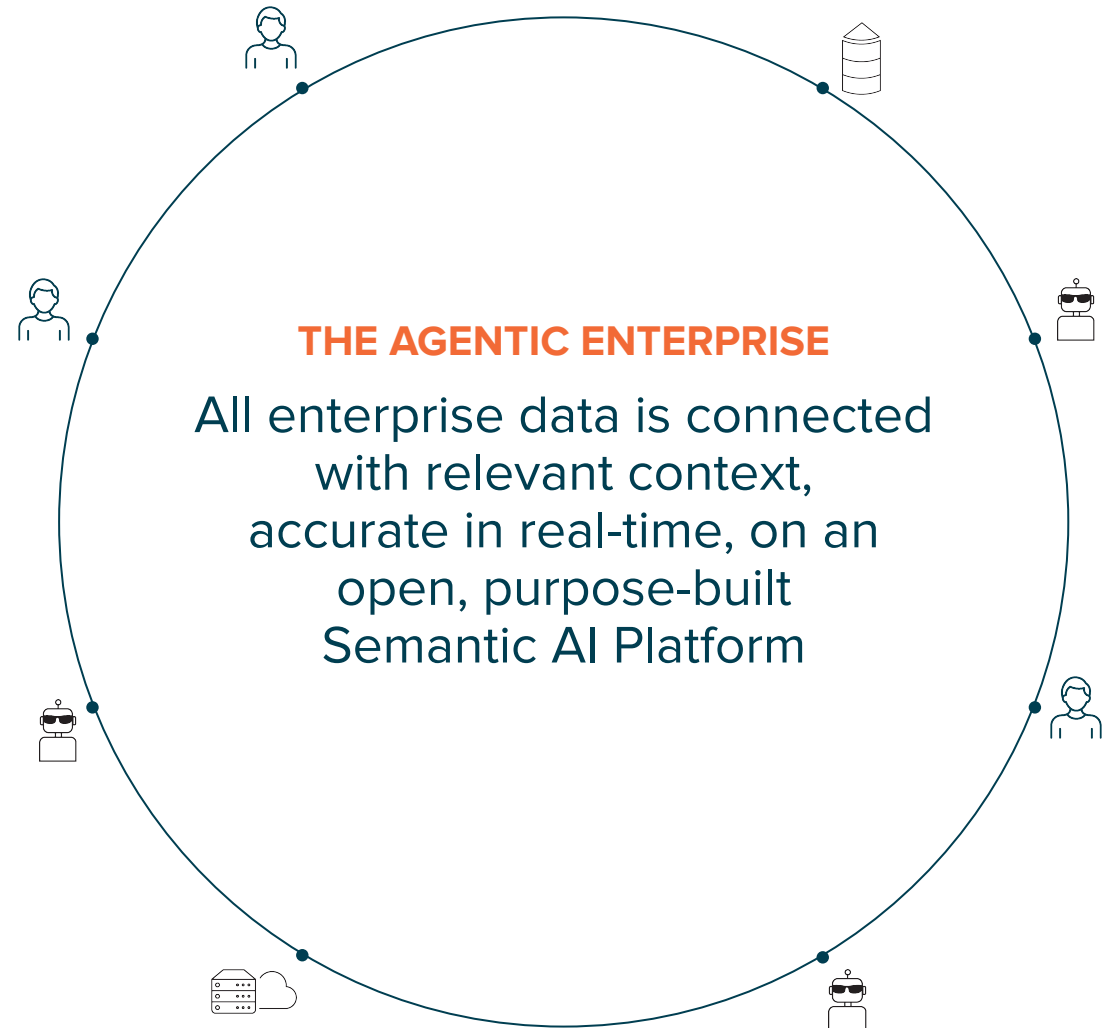 THE AGENTIC ENTERPRISE
All enterprise data is connected
with relevant context,
accurate in real-time, on an
open, purpose-built
Semantic AI Platform